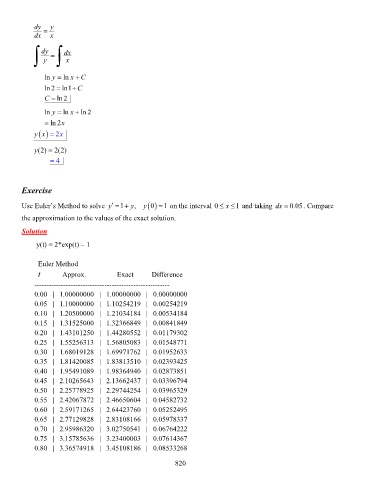 dy/dx = y/x
∫ dy/y = ∫ dx/x
ln y = ln x + C
ln 2 = ln 1 + C
C = ln 2
ln y = ln x + ln 2
= ln 2x
y(x) = 2x
y(2) = 2(2)
= 4
Exercise
Use Euler's Method to solve y' = 1 + y, y(0) = 1 on the interval 0 ≤ x ≤ 1 and taking dx = 0.05. Compare
the approximation to the values of the exact solution.
Solution
y(t) = 2*exp(t) – 1
Euler Method
t Approx. Exact Difference
------------------------------------------------------------
0.00 | 1.00000000 | 1.00000000 | 0.00000000
0.05 | 1.10000000 | 1.10254219 | 0.00254219
0.10 | 1.20500000 | 1.21034184 | 0.00534184
0.15 | 1.31525000 | 1.32366849 | 0.00841849
0.20 | 1.43101250 | 1.44280552 | 0.01179302
0.25 | 1.55256313 | 1.56805083 | 0.01548771
0.30 | 1.68019128 | 1.69971762 | 0.01952633
0.35 | 1.81420085 | 1.83813510 | 0.02393425
0.40 | 1.95491089 | 1.98364940 | 0.02873851
0.45 | 2.10265643 | 2.13662437 | 0.03396794
0.50 | 2.25778925 | 2.29744254 | 0.03965329
0.55 | 2.42067872 | 2.46650604 | 0.04582732
0.60 | 2.59171265 | 2.64423760 | 0.05252495
0.65 | 2.77129828 | 2.83108166 | 0.05978337
0.70 | 2.95986320 | 3.02750541 | 0.06764222
0.75 | 3.15785636 | 3.23400003 | 0.07614367
0.80 | 3.36574918 | 3.45108186 | 0.08533268
820